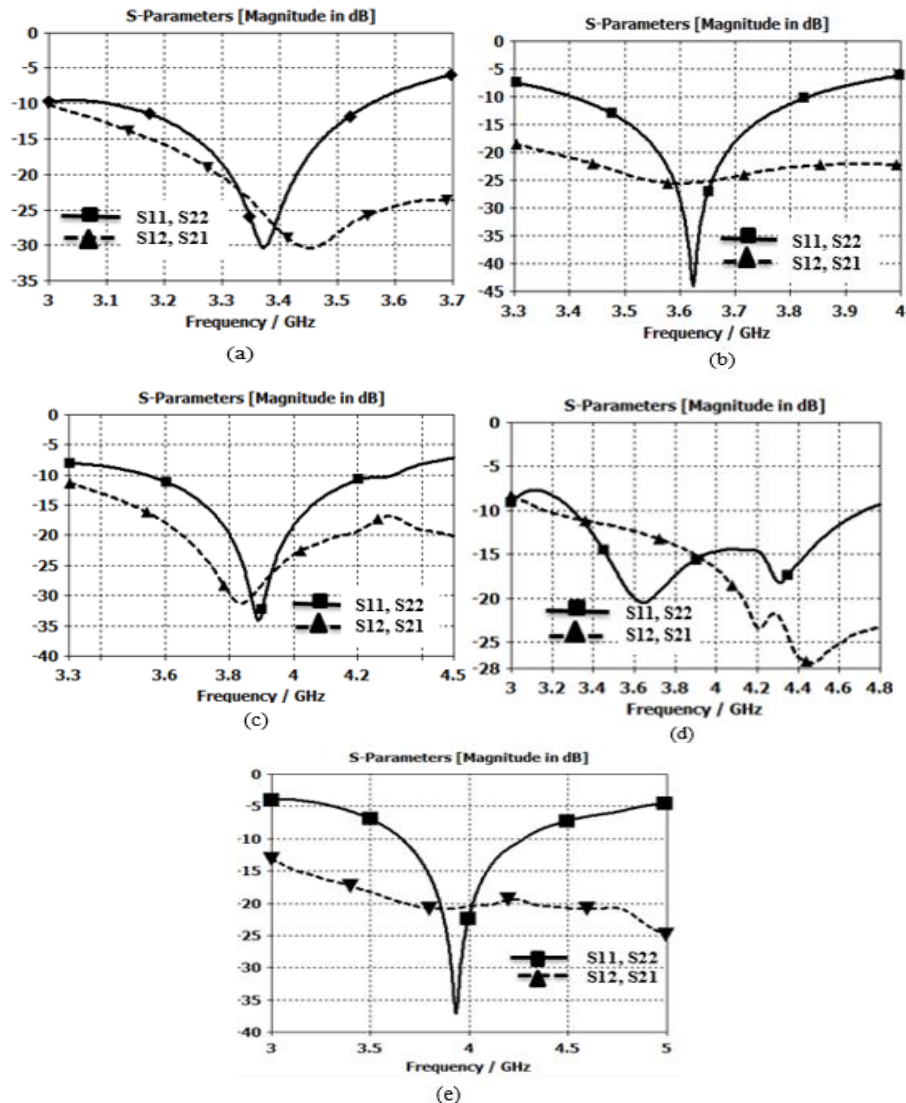 S-Parameters [Magnitude in dB]
0
-5
-10
-15
-20
-25
-30
-35
S11, S22
S12, S21
3 3.1 3.2 3.3 3.4 3.5 3.6 3.7
Frequency / GHz
(a)
S-Parameters [Magnitude in dB]
0
-5
-10
-15
-20
-25
-30
-35
-40
-45
S11, S22
S12, S21
3.3 3.4 3.5 3.6 3.7 3.8 3.9 4
Frequency / GHz
(b)
S-Parameters [Magnitude in dB]
0
-5
-10
-15
-20
-25
-30
-35
-40
S11, S22
S12, S21
3.3 3.6 3.8 4 4.2 4.5
Frequency / GHz
(c)
S-Parameters [Magnitude in dB]
0
-5
-10
-15
-20
-25
-28
S11, S22
S12, S21
3 3.2 3.4 3.6 3.8 4 4.2 4.4 4.6 4.8
Frequency / GHz
(d)
S-Parameters [Magnitude in dB]
0
-5
-10
-15
-20
-25
-30
-35
-40
S11, S22
S12, S21
3 3.5 4 4.5 5
Frequency / GHz
(e)